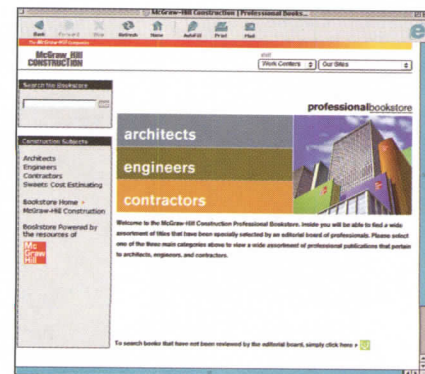 McGraw-Hill Construction | Professional Books...
Back Forward Stop Refresh Home AutoFill Print Mail
The McGraw-Hill Companies
McGraw Hill
CONSTRUCTION
visit
Work Centers
Our Sites
Search the Bookstore
professionalbookstore
architects
engineers
contractors
Construction Subjects
Architects
Engineers
Contractors
Sweets Cost Estimating
Bookstore Home
McGraw-Hill Construction
Bookstore Powered by
the resources of
Mc
Graw
Hill
Welcome to the McGraw-Hill Construction Professional Bookstore. Inside you will be able to find a wide
assortment of titles that have been specially selected by an editorial board of professionals. Please select
one of the three main categories above to view a wide assortment of professional publications that pertain
to architects, engineers, and contractors.
To search books that have not been reviewed by the editorial board, simply click here